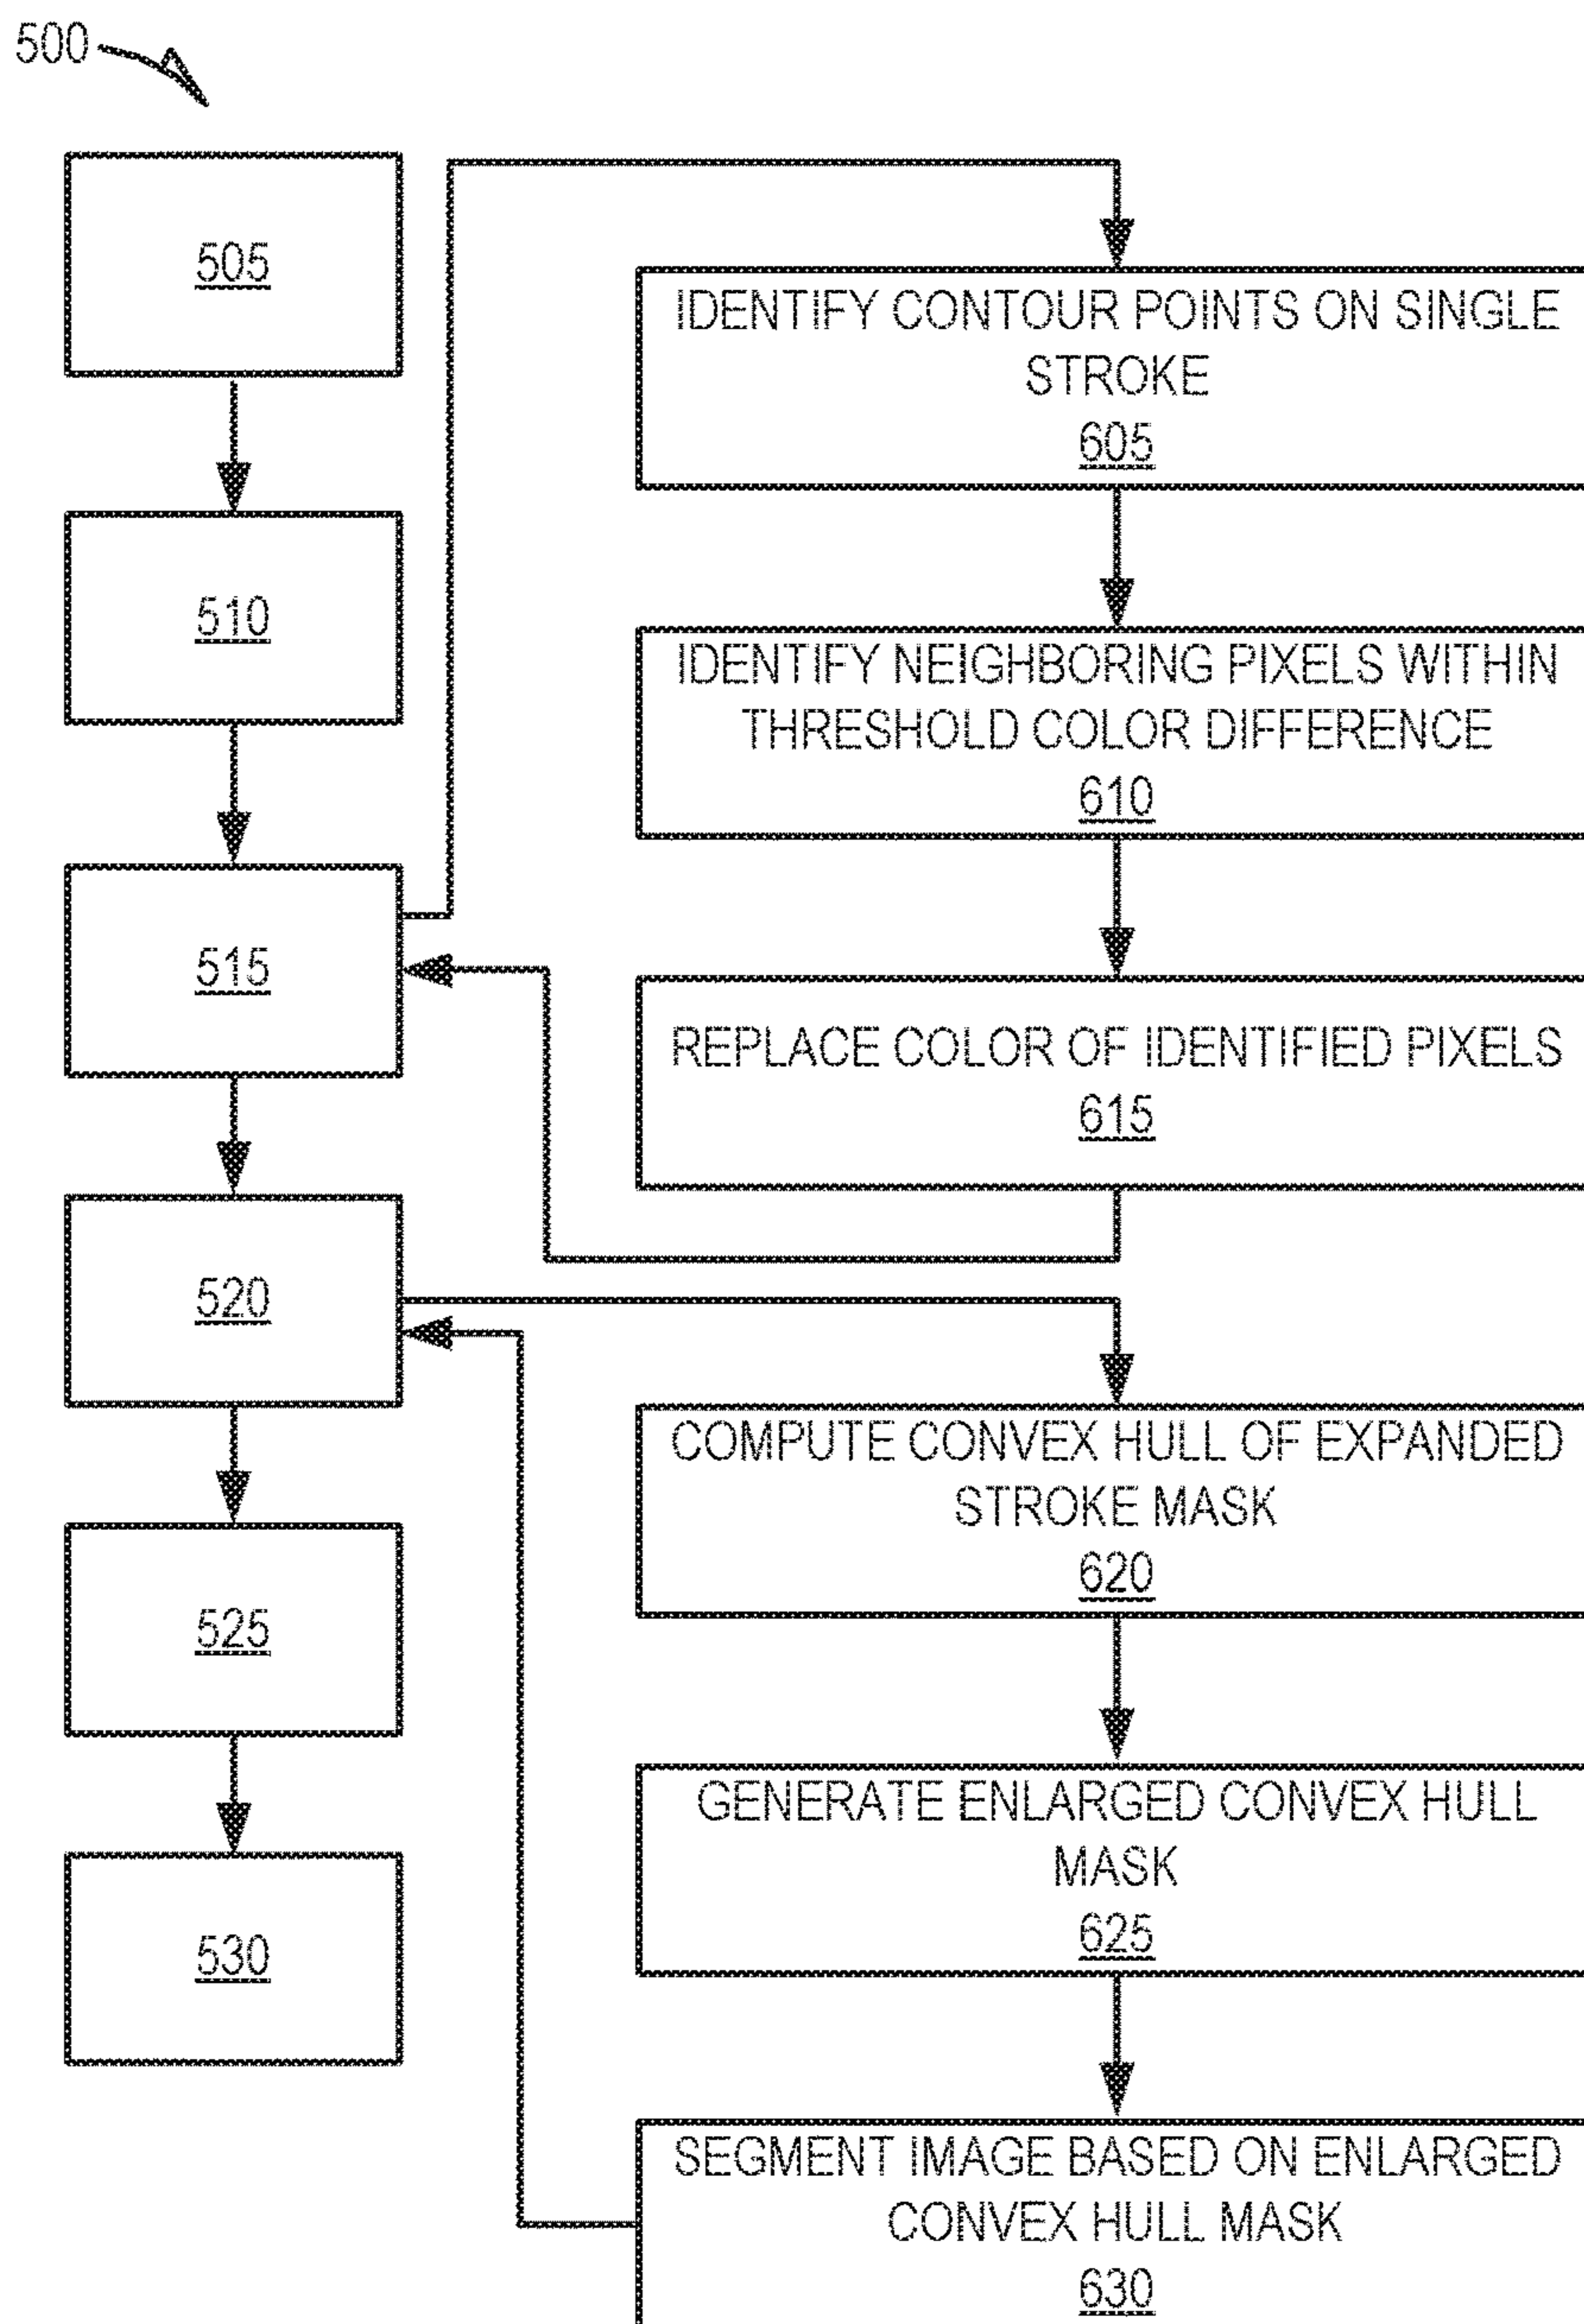 500
505
510
515
520
525
530
IDENTIFY CONTOUR POINTS ON SINGLE
STROKE
605
IDENTIFY NEIGHBORING PIXELS WITHIN
THRESHOLD COLOR DIFFERENCE
610
REPLACE COLOR OF IDENTIFIED PIXELS
615
COMPUTE CONVEX HULL OF EXPANDED
STROKE MASK
620
GENERATE ENLARGED CONVEX HULL
MASK
625
SEGMENT IMAGE BASED ON ENLARGED
CONVEX HULL MASK
630